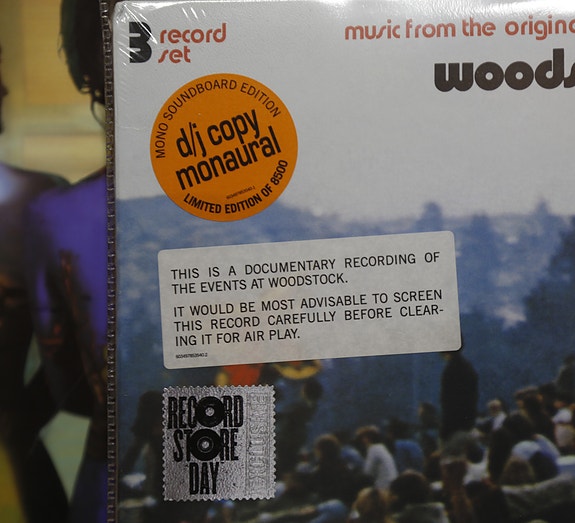 3 record
set
music from the origina
woods
MONO SOUNDBOARD EDITION
d/j copy
monaural
LIMITED EDITION OF 8500
THIS IS A DOCUMENTARY RECORDING OF
THE EVENTS AT WOODSTOCK.
IT WOULD BE MOST ADVISABLE TO SCREEN
THIS RECORD CAREFULLY BEFORE CLEAR-
ING IT FOR AIR PLAY.
RECORD
STORE
DAY
EXCLUSIVE